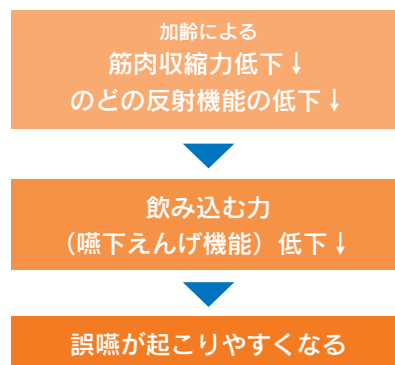 加齢による
筋肉収縮力低下↓
のどの反射機能の低下↓
飲み込む力
（嚥下えんげ機能）低下↓
誤嚥が起こりやすくなる